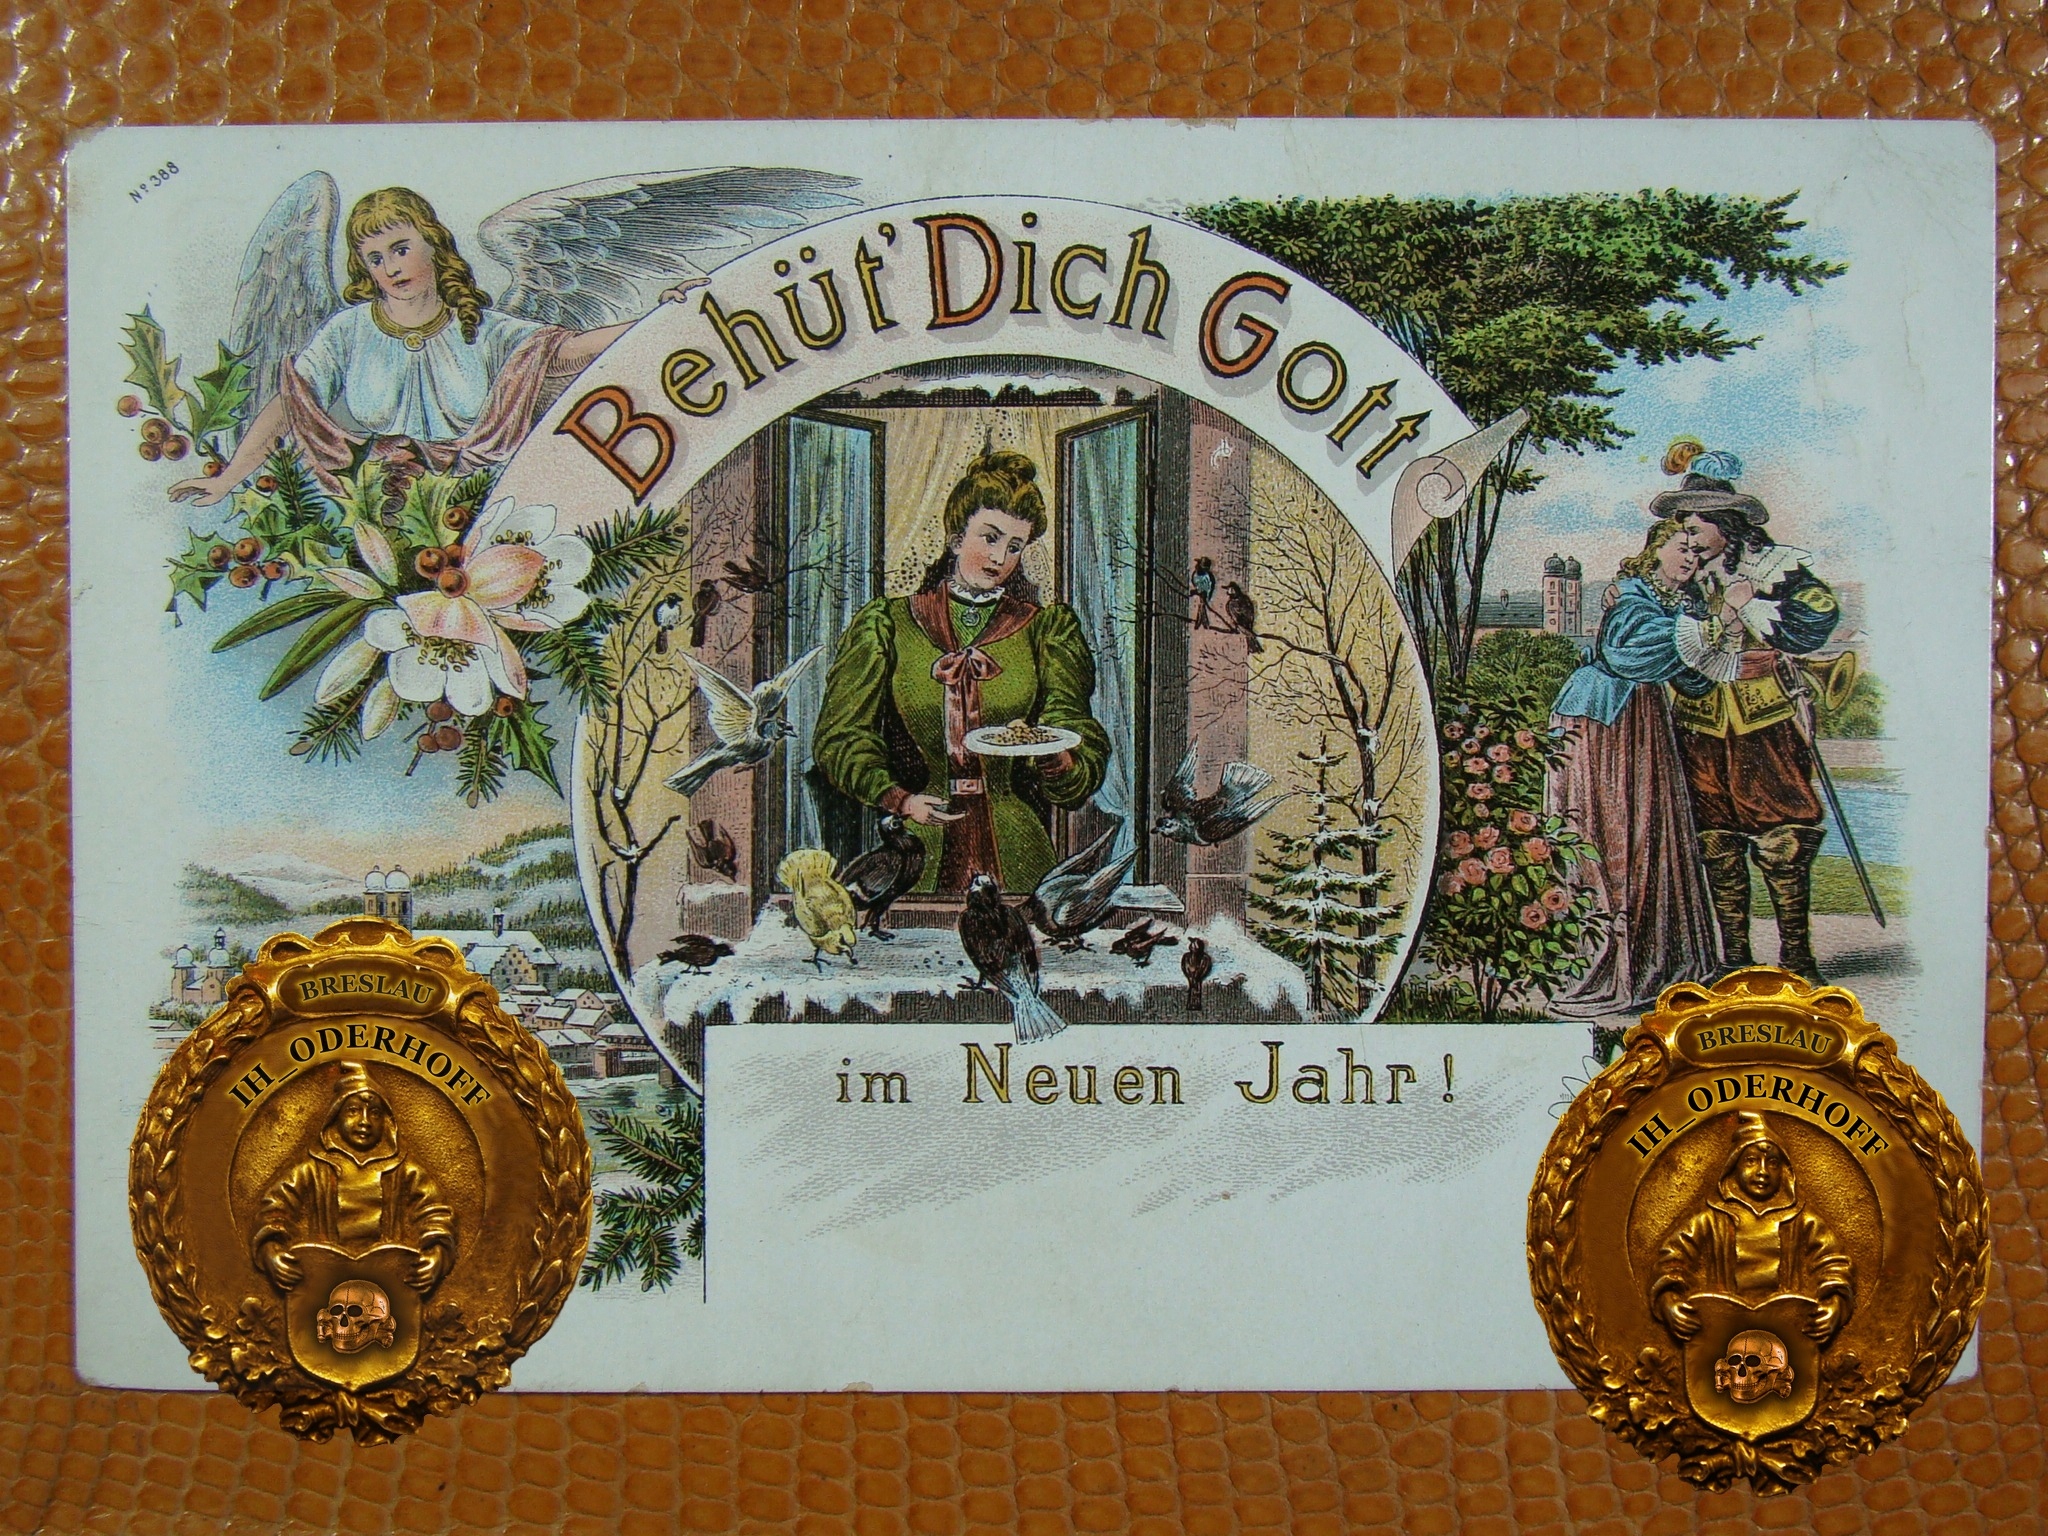 Nº 388
Behüt' Dich Gott
im Neuen Jahr!
BRESLAU
IH_ODERHOFF
BRESLAU
IH_ODERHOFF